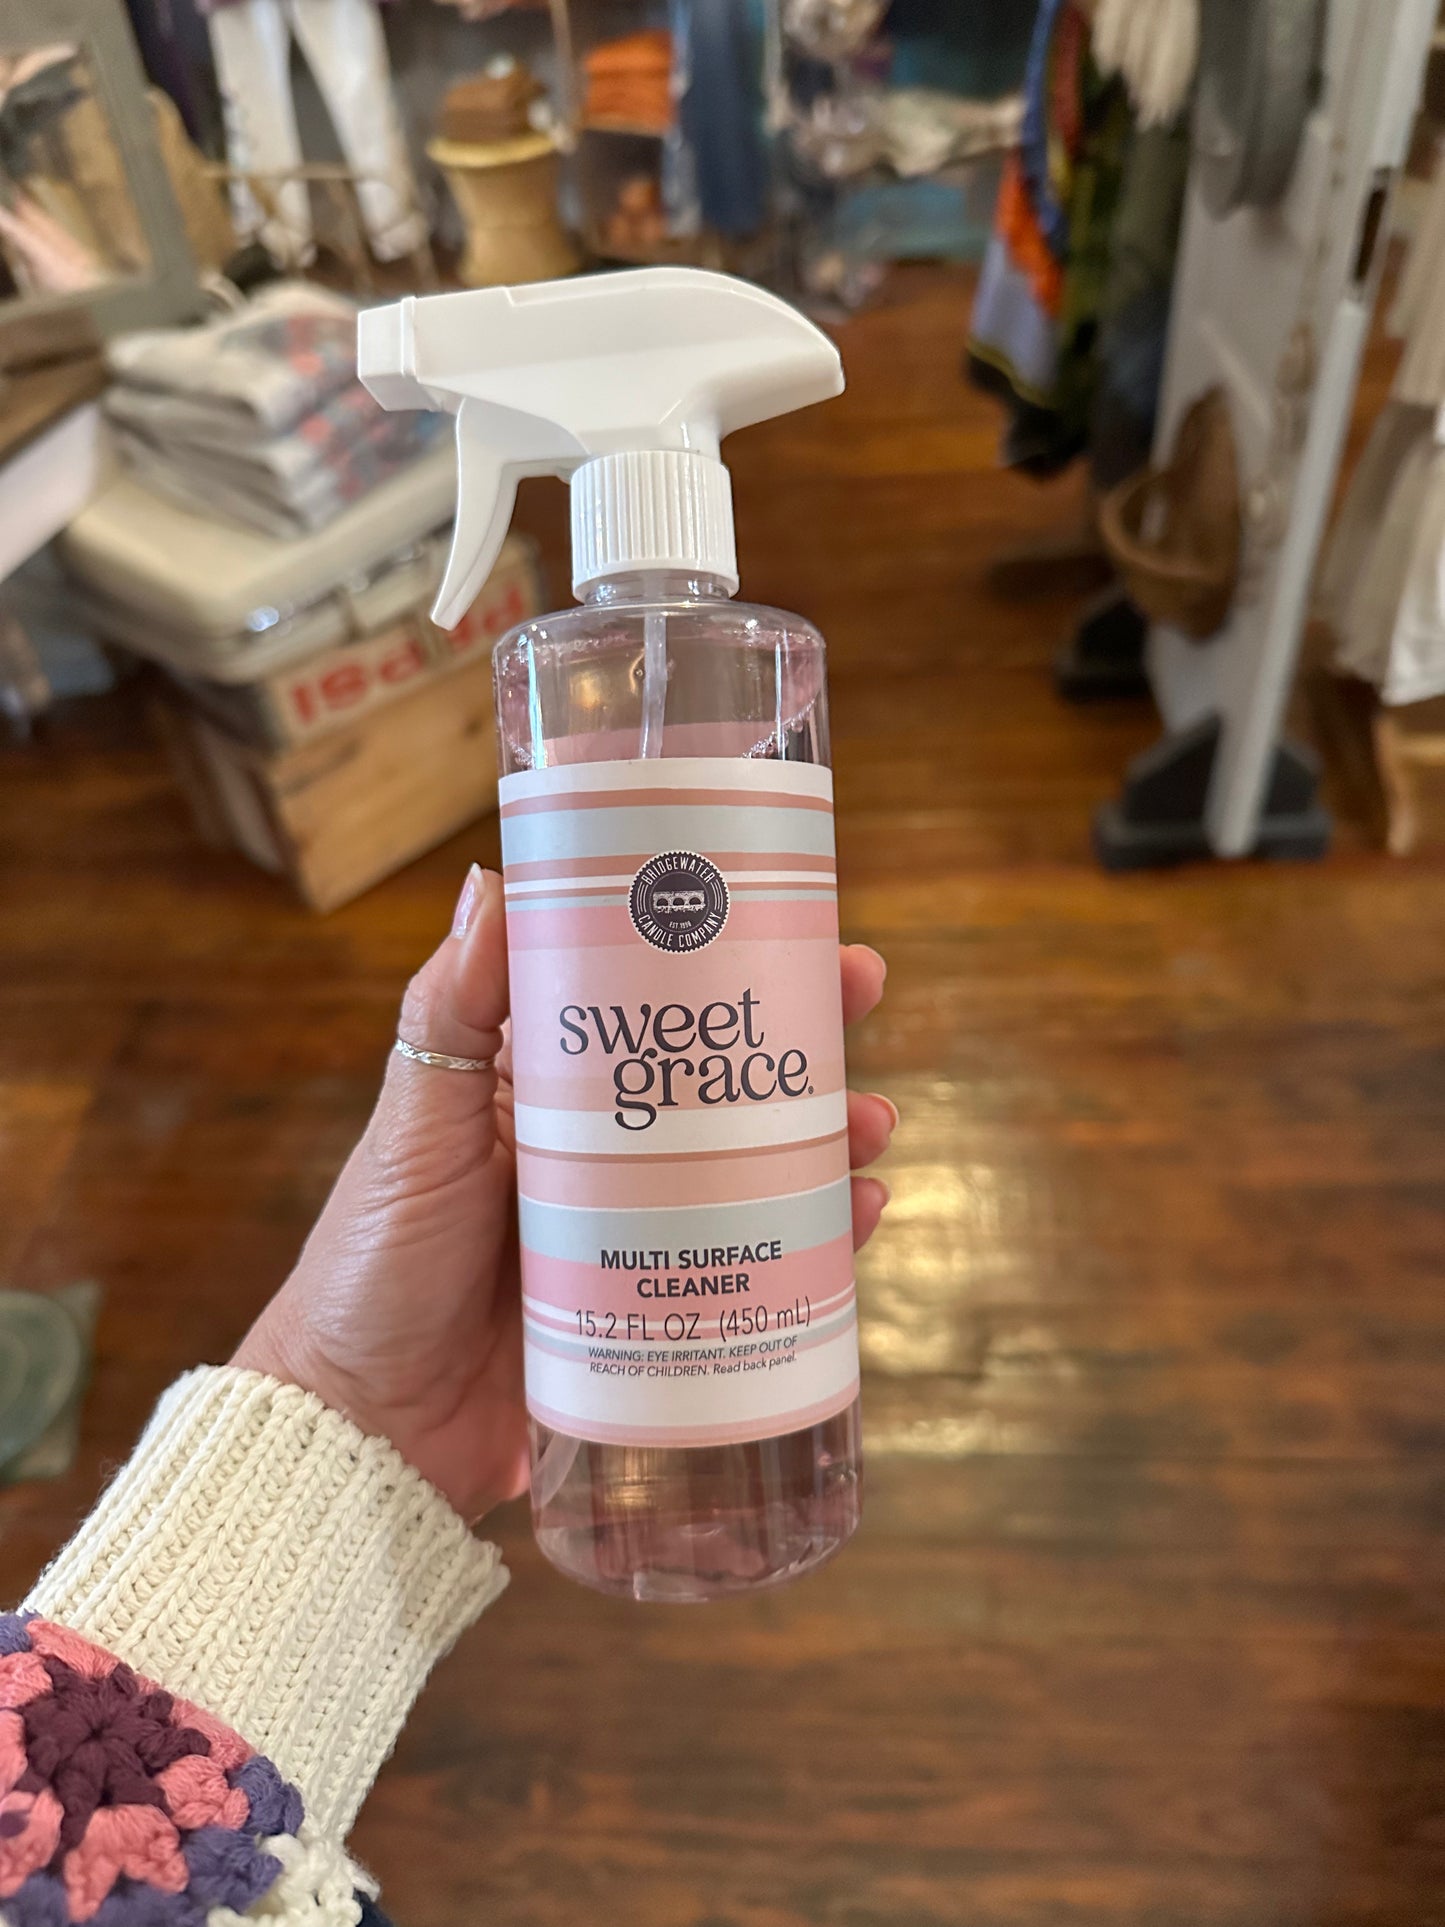 BRIDGEWATER
EST. 1998
CANDLE COMPANY
sweet
grace®
MULTI SURFACE
CLEANER
15.2 FL OZ (450 mL)
WARNING: EYE IRRITANT. KEEP OUT OF
REACH OF CHILDREN. Read back panel.